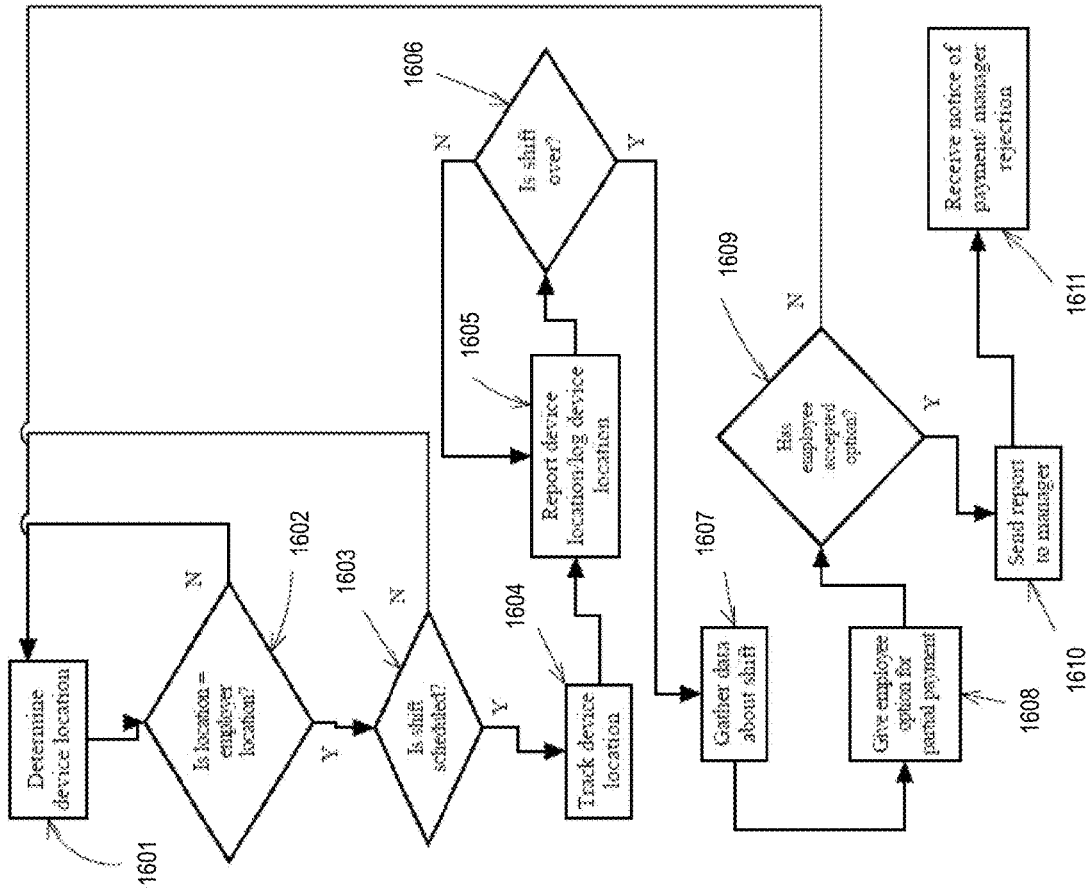 Determine
device location
1601
Is location =
employer
location?
1602
N
Y
Is shift
scheduled?
1603
N
Y
Track device
location
1604
Report device
location/log device
location
1605
Is shift
over?
1606
N
Y
Gather data
about shift
1607
Give employee
option for
partial payment
1608
Has
employee
accepted
option?
1609
N
Y
Send report
to manager
1610
Receive notice of
payment/ manager
rejection
1611